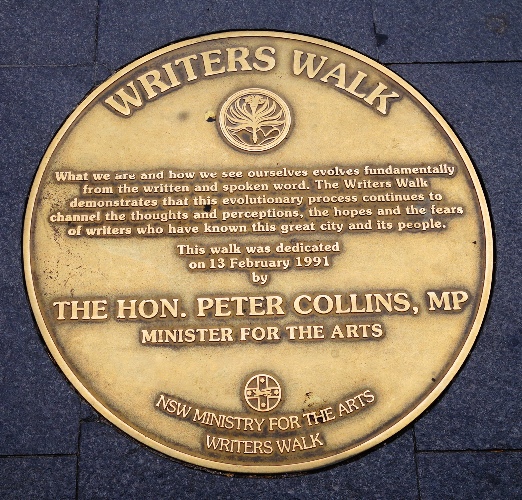 WRITERS WALK
What we are and how we see ourselves evolves fundamentally
from the written and spoken word. The Writers Walk
demonstrates that this evolutionary process continues to
channel the thoughts and perceptions, the hopes and the fears
of writers who have known this great city and its people.
This walk was dedicated
on 13 February 1991
by
THE HON. PETER COLLINS, MP
MINISTER FOR THE ARTS
NSW MINISTRY FOR THE ARTS
WRITERS WALK